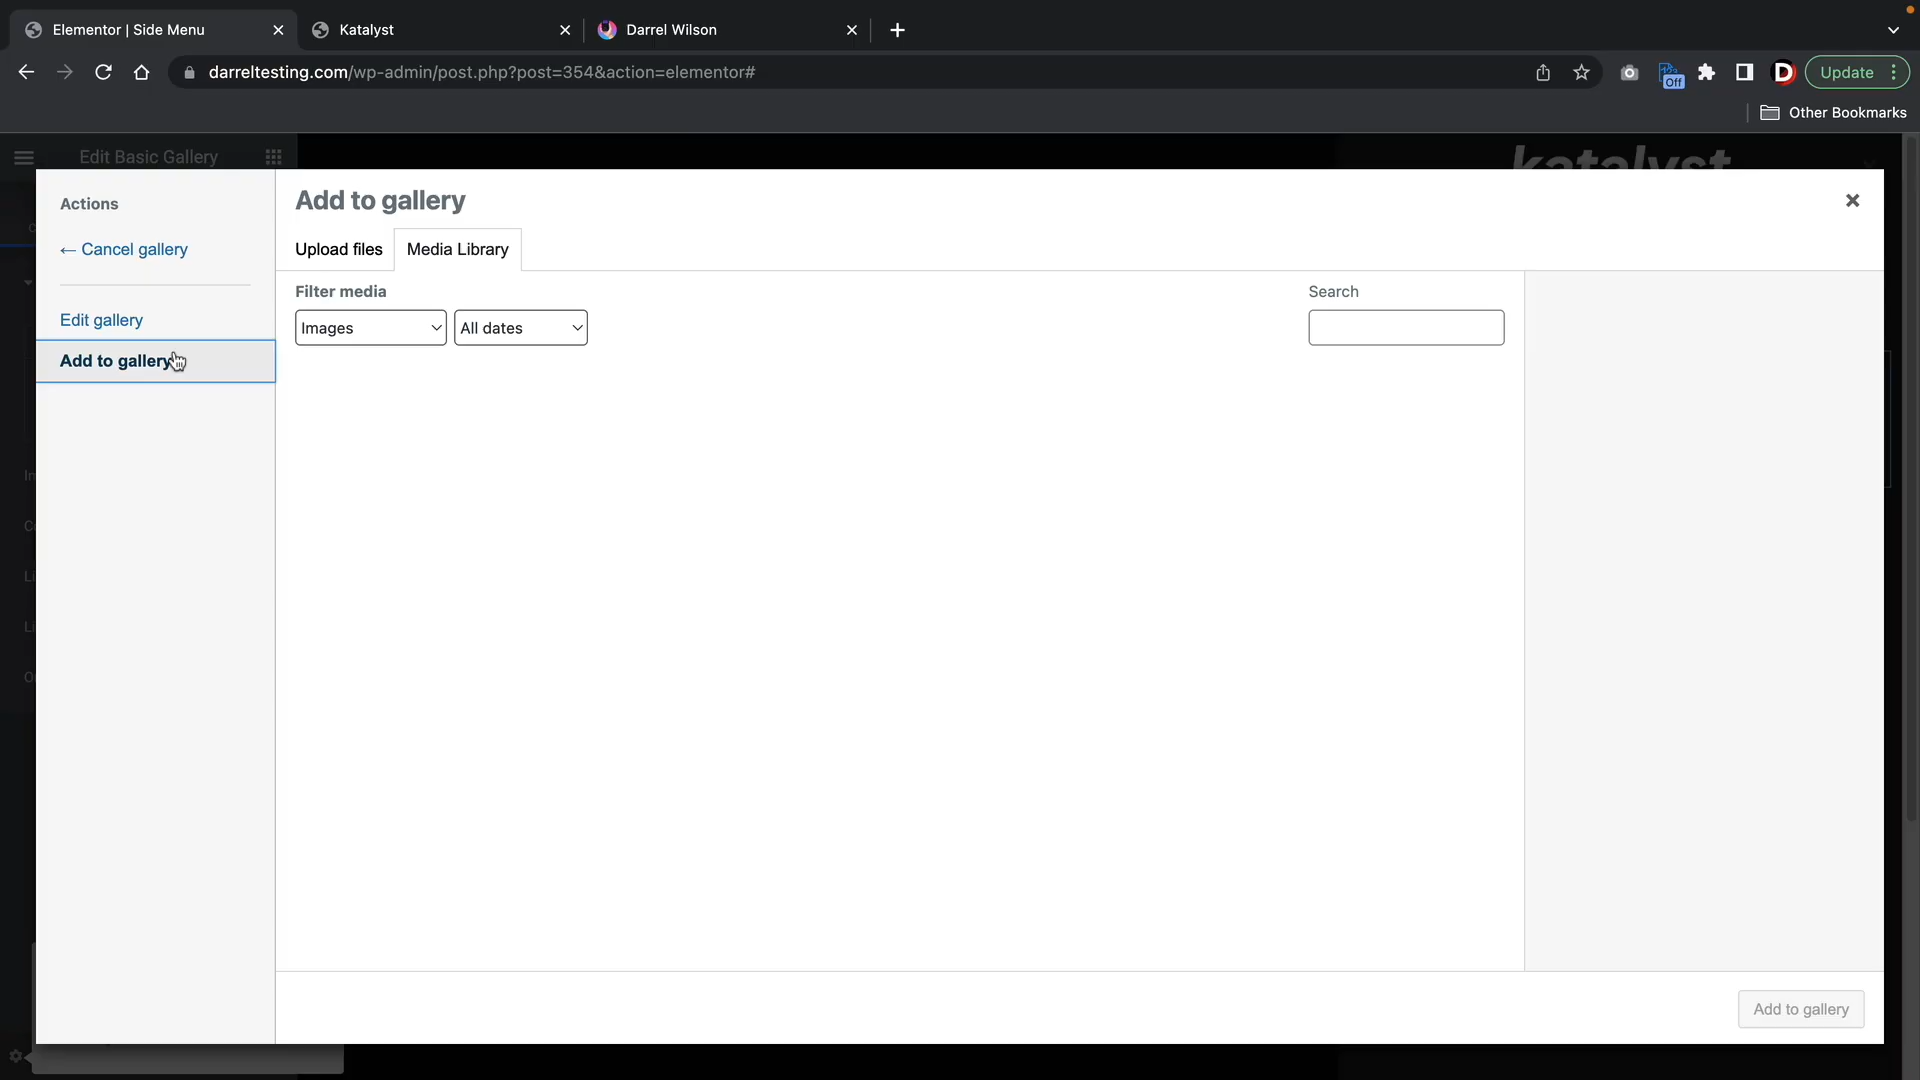 Elementor | Side Menu
Katalyst
Darrel Wilson
darreltesting.com/wp-admin/post.php?post=354&action=elementor#
Off
D
Update
Other Bookmarks
Edit Basic Gallery
katalyst
Actions
← Cancel gallery
Edit gallery
Add to gallery
Add to gallery
Upload files
Media Library
Filter media
Images
All dates
Search
Add to gallery